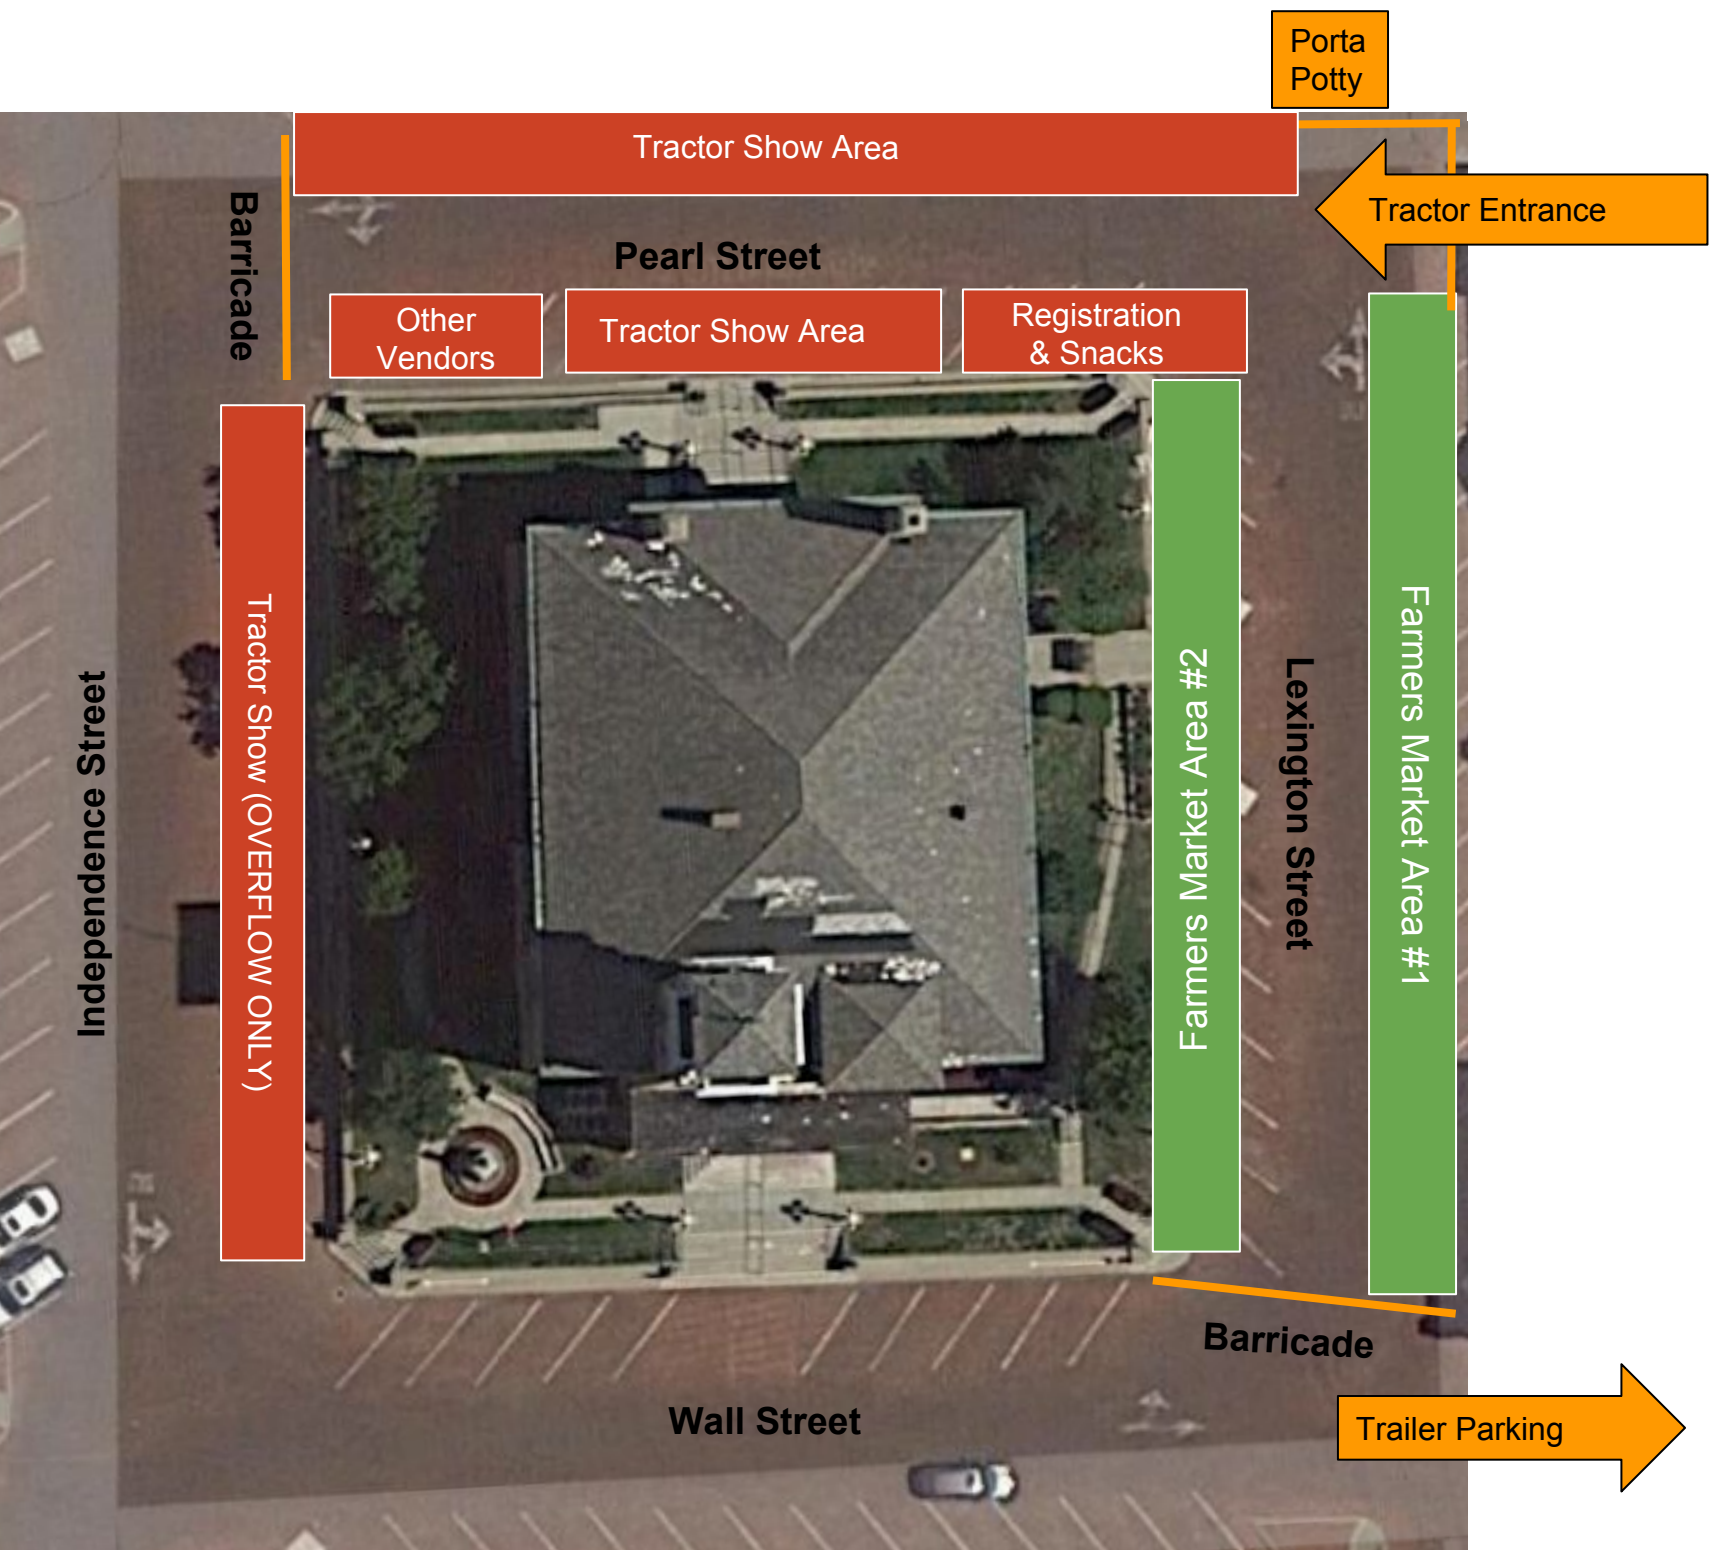 Porta
Potty
Tractor Show Area
Tractor Entrance
Barricade
Pearl Street
Other
Vendors
Tractor Show Area
Registration
& Snacks
Independence Street
Tractor Show (OVERFLOW ONLY)
Farmers Market Area #2
Lexington Street
Farmers Market Area #1
Barricade
Wall Street
Trailer Parking